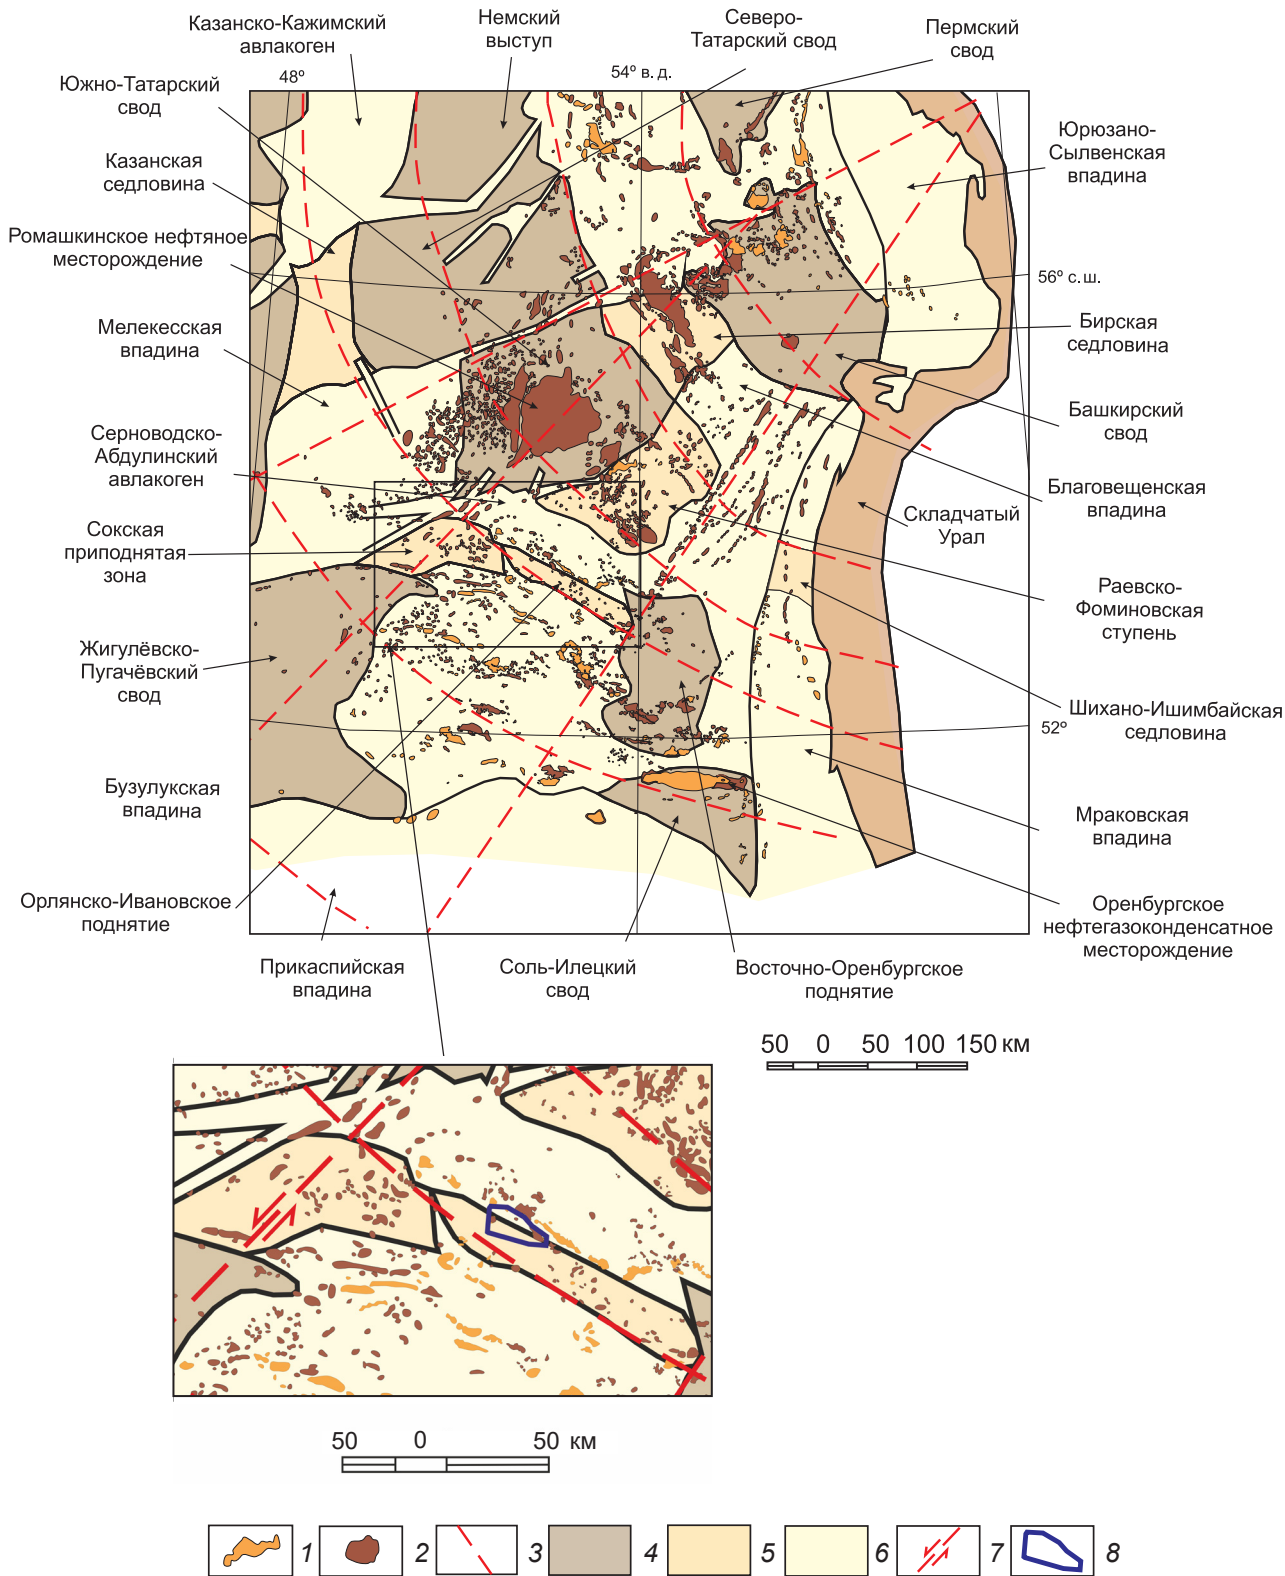 Казанско-Кажимский
авлакоген
Немский
выступ
Северо-
Татарский свод
Пермский
свод
Южно-Татарский
свод
48º
54º в. д.
Казанская
седловина
Юрюзано-
Сылвенская
впадина
Ромашкинское нефтяное
месторождение
56º с. ш.
Мелекесская
впадина
Бирская
седловина
Серноводско-
Абдулинский
авлакоген
Башкирский
свод
Благовещенская
впадина
Складчатый
Урал
Сокская
приподнятая
зона
Раевско-
Фоминовская
ступень
Жигулёвско-
Пугачёвский
свод
Шихано-Ишимбайская
седловина
52º
Бузулукская
впадина
Мраковская
впадина
Орлянско-Ивановское
поднятие
Оренбургское
нефтегазоконденсатное
месторождение
Прикаспийская
впадина
Соль-Илецкий
свод
Восточно-Оренбургское
поднятие
50 0 50 100 150 км
50 0 50 км
1 2 3 4 5 6 7 8